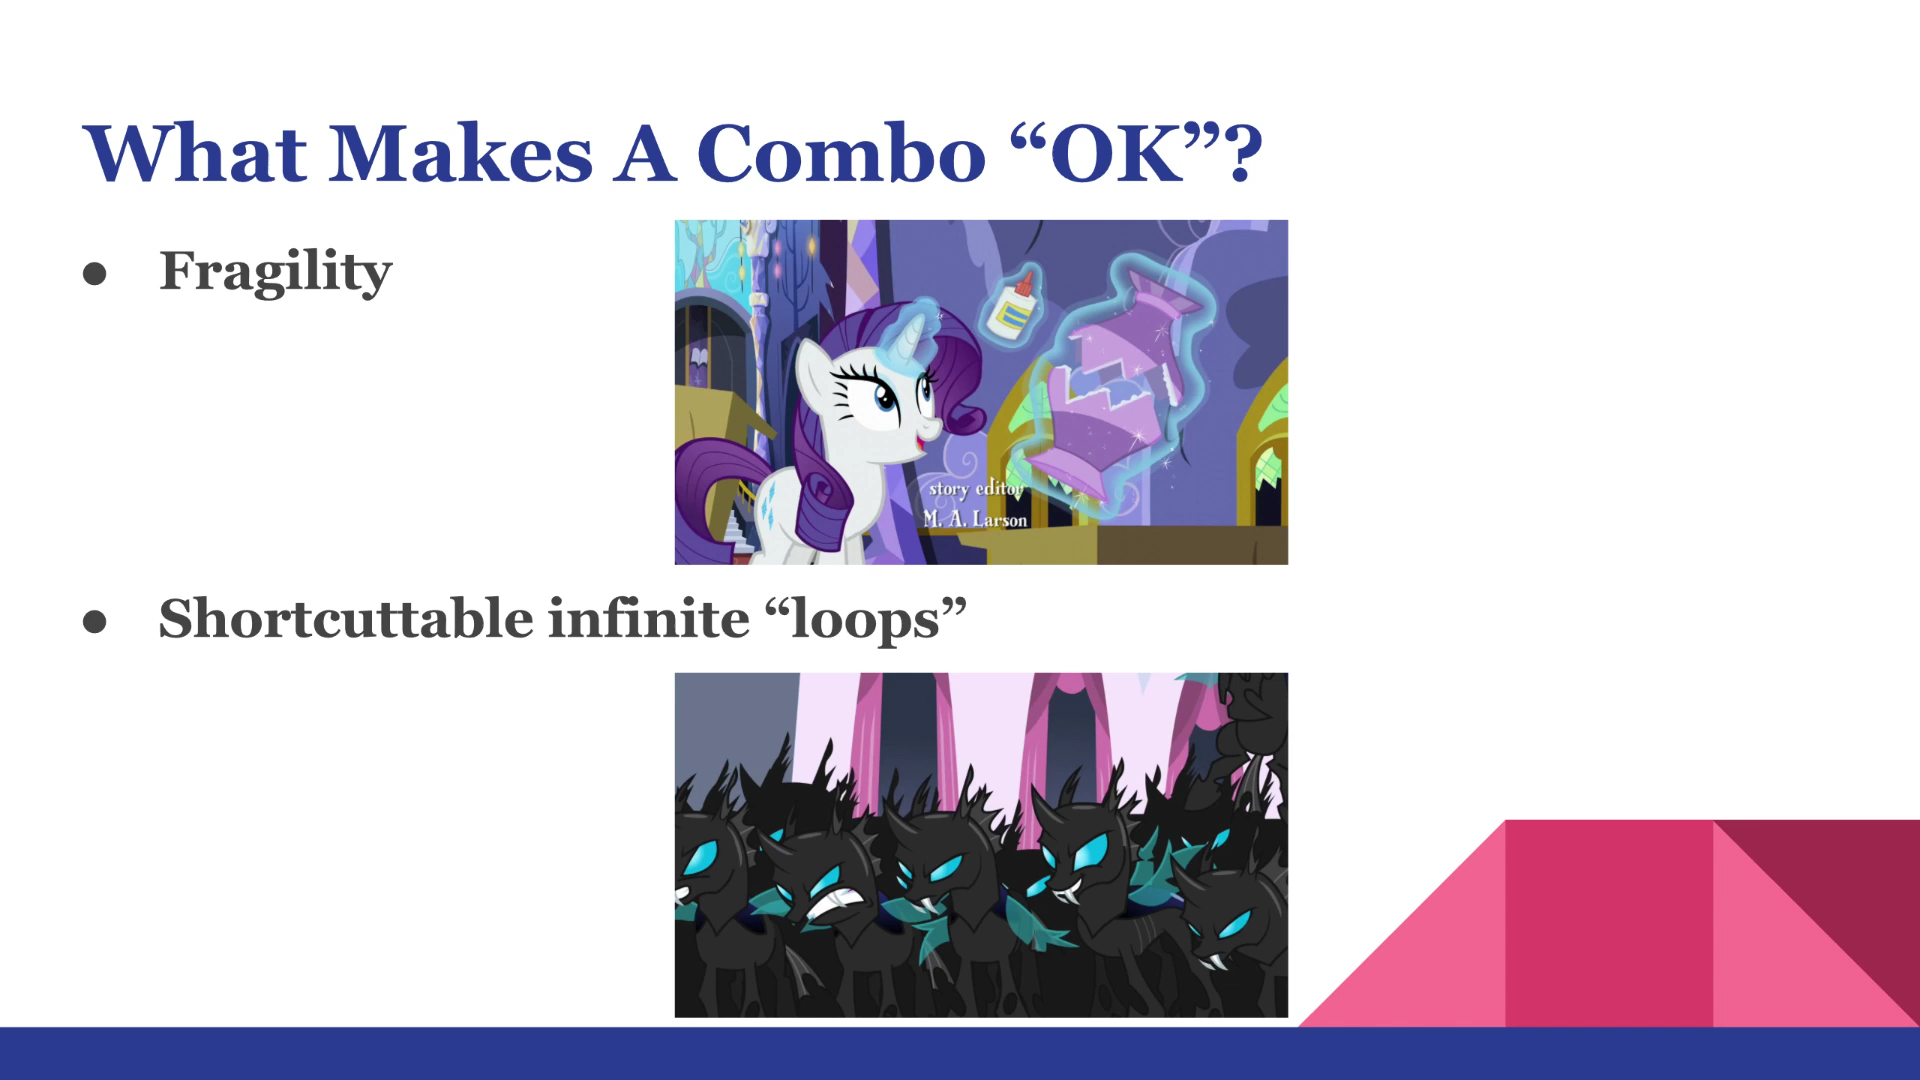 What Makes A Combo “OK”?
● Fragility
story editor
M. A. Larson
● Shortcuttable infinite “loops”